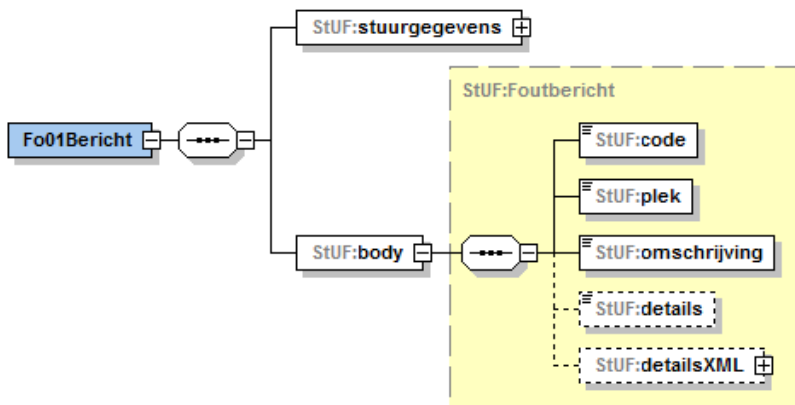 StUF:stuurgegevens
StUF:Foutbericht
Fo01Bericht
StUF:code
StUF:plek
StUF:body
StUF:omschrijving
StUF:details
StUF:detailsXML